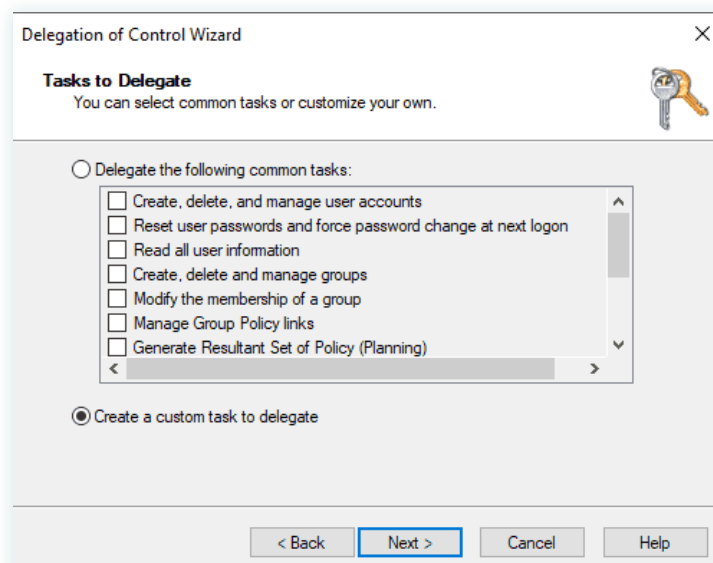 Delegation of Control Wizard
Tasks to Delegate
You can select common tasks or customize your own.
Delegate the following common tasks:
Create, delete, and manage user accounts
Reset user passwords and force password change at next logon
Read all user information
Create, delete and manage groups
Modify the membership of a group
Manage Group Policy links
Generate Resultant Set of Policy (Planning)
Create a custom task to delegate
< Back Next > Cancel Help